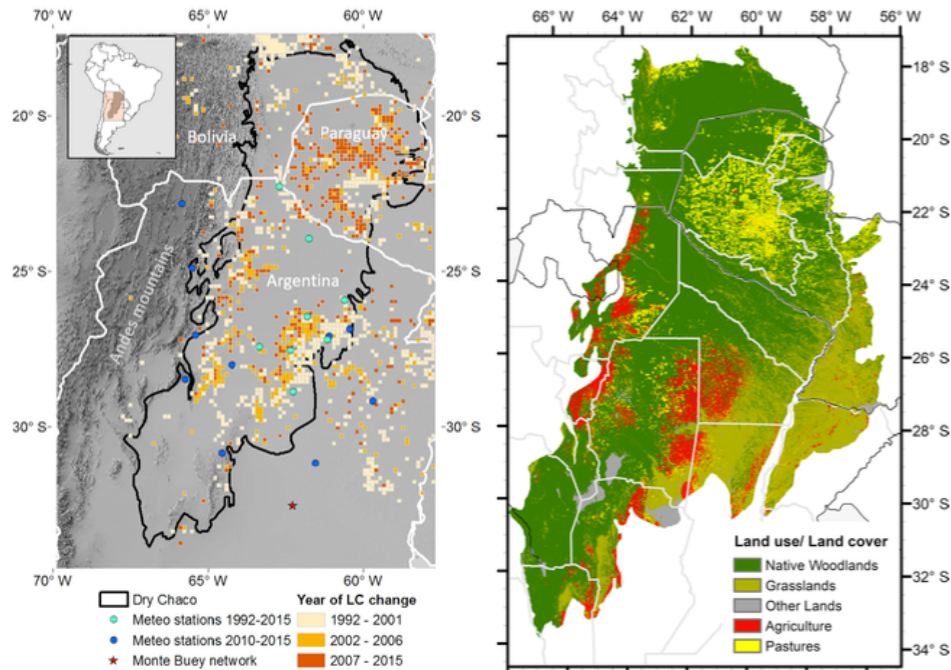 70° W 65° W 60° W
20° S
25° S
30° S
Bolivia
Paraguay
Argentina
Andes mountains
70° W 65° W 60° W
Dry Chaco
Meteo stations 1992-2015
Meteo stations 2010-2015
Monte Buey network
Year of LC change
1992 - 2001
2002 - 2006
2007 - 2015
66° W 64° W 62° W 60° W 58° W 56° W
18° S
20° S
22° S
24° S
26° S
28° S
30° S
32° S
34° S
Land use/ Land cover
Native Woodlands
Grasslands
Other Lands
Agriculture
Pastures